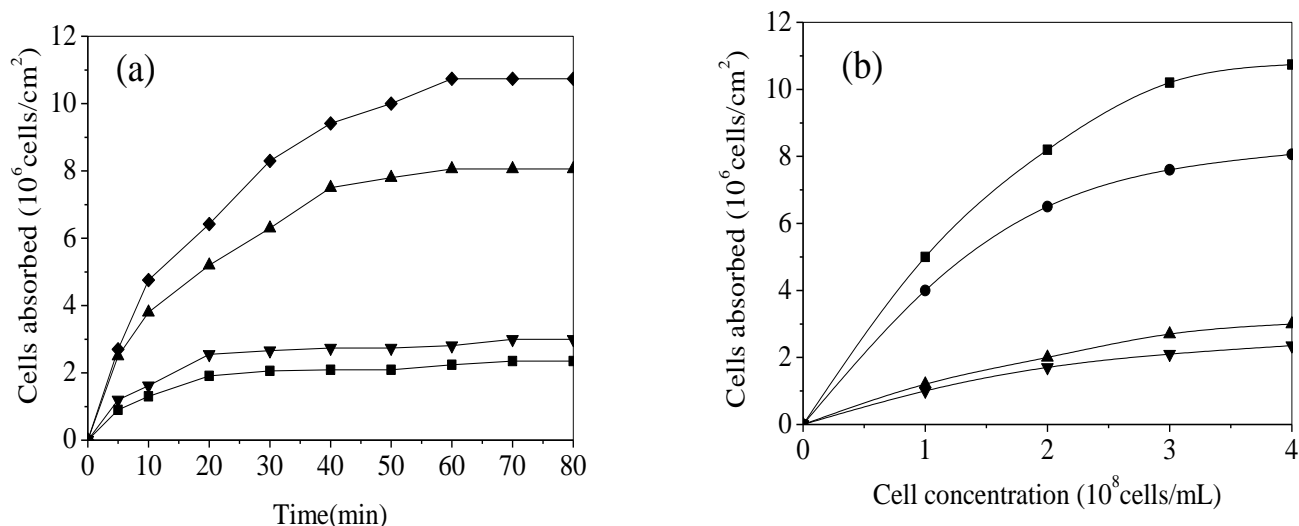 (a)
Cells absorbed (10⁶cells/cm²)
12
10
8
6
4
2
0
0 10 20 30 40 50 60 70 80
Time(min)
(b)
Cells absorbed (10⁶cells/cm²)
12
10
8
6
4
2
0
0 1 2 3 4
Cell concentration (10⁸cells/mL)